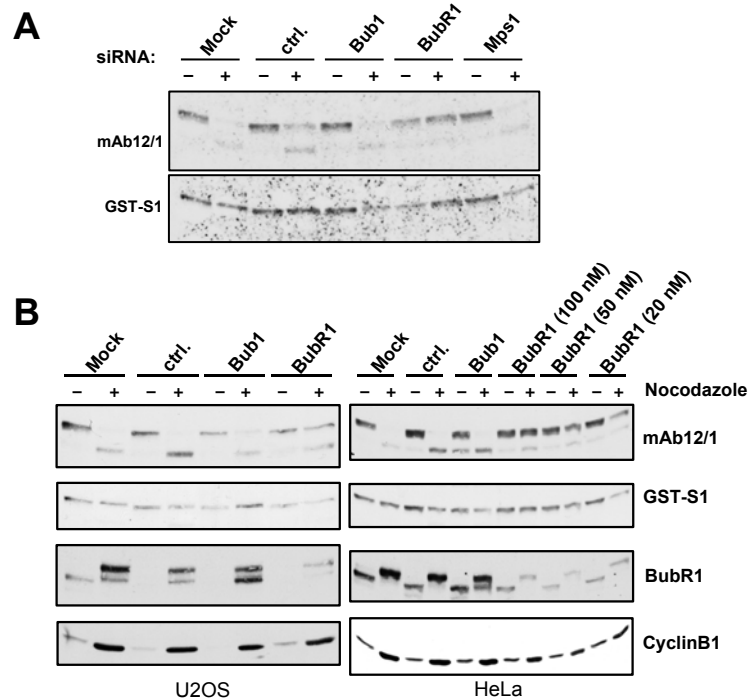 A
siRNA:
Mock ctrl. Bub1 BubR1 Mps1
– + – + – + – + – +
mAb12/1
GST-S1
B
Mock ctrl. Bub1 BubR1 Mock ctrl. Bub1 BubR1 (100 nM) BubR1 (50 nM) BubR1 (20 nM)
– + – + – + – + – + – + – + – + – + – + Nocodazole
mAb12/1
GST-S1
BubR1
CyclinB1
U2OS HeLa